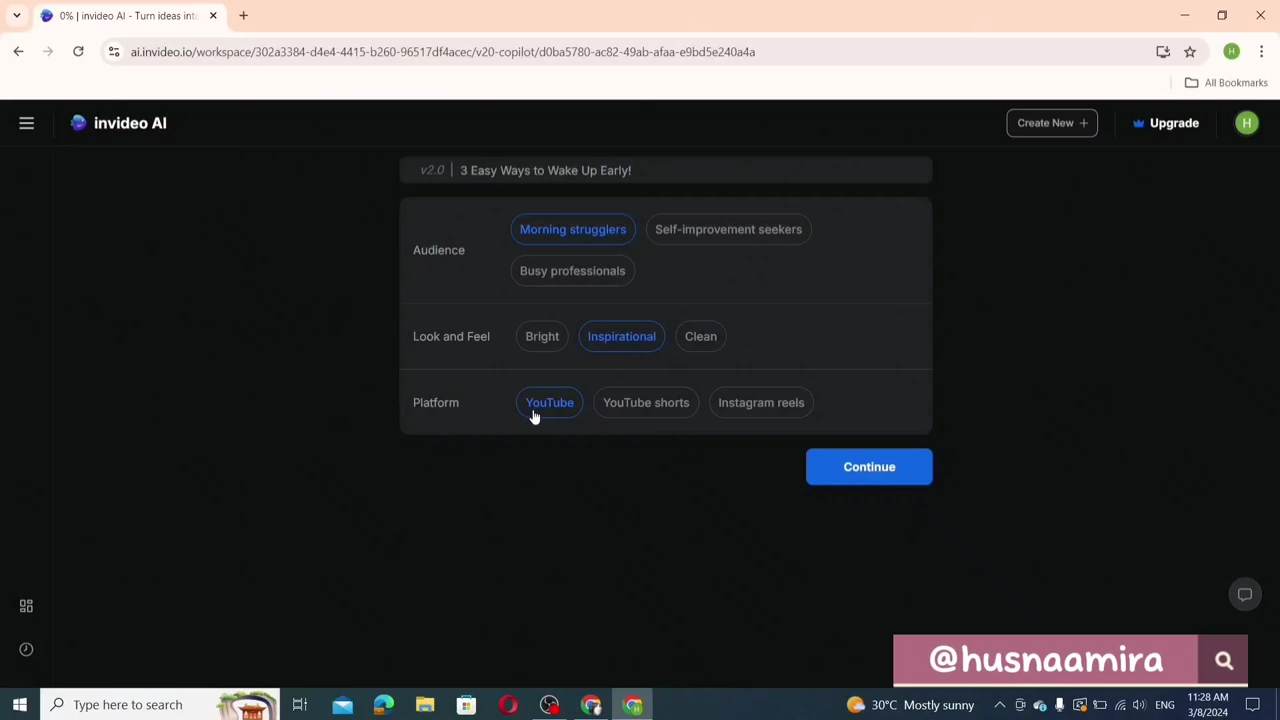 0% | invideo AI - Turn ideas into
ai.invideo.io/workspace/302a3384-d4e4-4415-b260-96517df4acec/v20-copilot/d0ba5780-ac82-49ab-afaa-e9bd5e240a4a
H
All Bookmarks
invideo AI
Create New +
Upgrade
H
v2.0 | 3 Easy Ways to Wake Up Early!
Audience
Morning strugglers
Self-improvement seekers
Busy professionals
Look and Feel
Bright
Inspirational
Clean
Platform
YouTube
YouTube shorts
Instagram reels
Continue
@husnaamira
Type here to search
30°C Mostly sunny
ENG
11:28 AM
3/8/2024